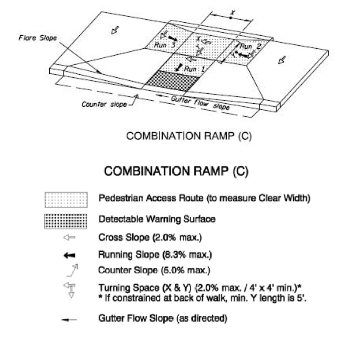 x
Flare Slope
Run 3
Run 2
Run 1
Counter slope
Gutter flow slope
COMBINATION RAMP (C)
COMBINATION RAMP (C)
Pedestrian Access Route (to measure Clear Width)
Detectable Warning Surface
Cross Slope (2.0% max.)
Running Slope (8.3% max.)
Counter Slope (5.0% max.)
Turning Space (X & Y) (2.0% max. / 4' x 4' min.)*
* If constrained at back of walk, min. Y length is 5'.
Gutter Flow Slope (as directed)